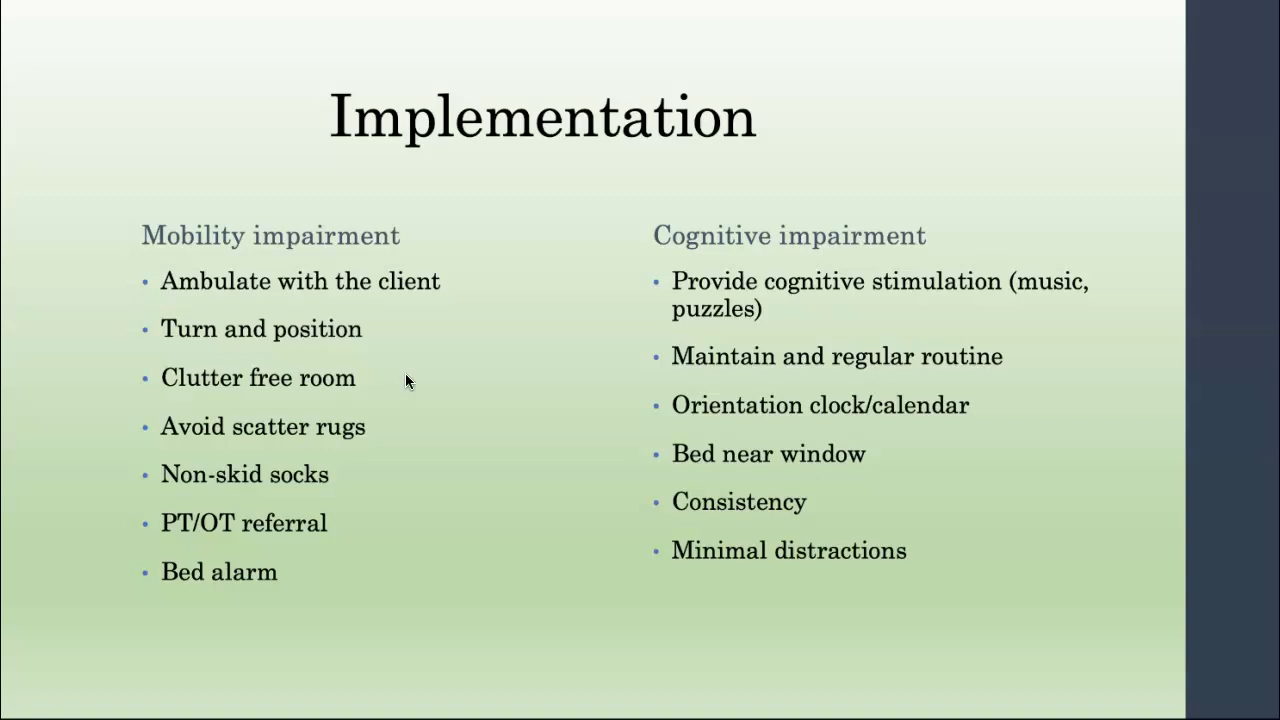 Implementation
Mobility impairment
• Ambulate with the client
• Turn and position
• Clutter free room
• Avoid scatter rugs
• Non-skid socks
• PT/OT referral
• Bed alarm
Cognitive impairment
• Provide cognitive stimulation (music,
puzzles)
• Maintain and regular routine
• Orientation clock/calendar
• Bed near window
• Consistency
• Minimal distractions